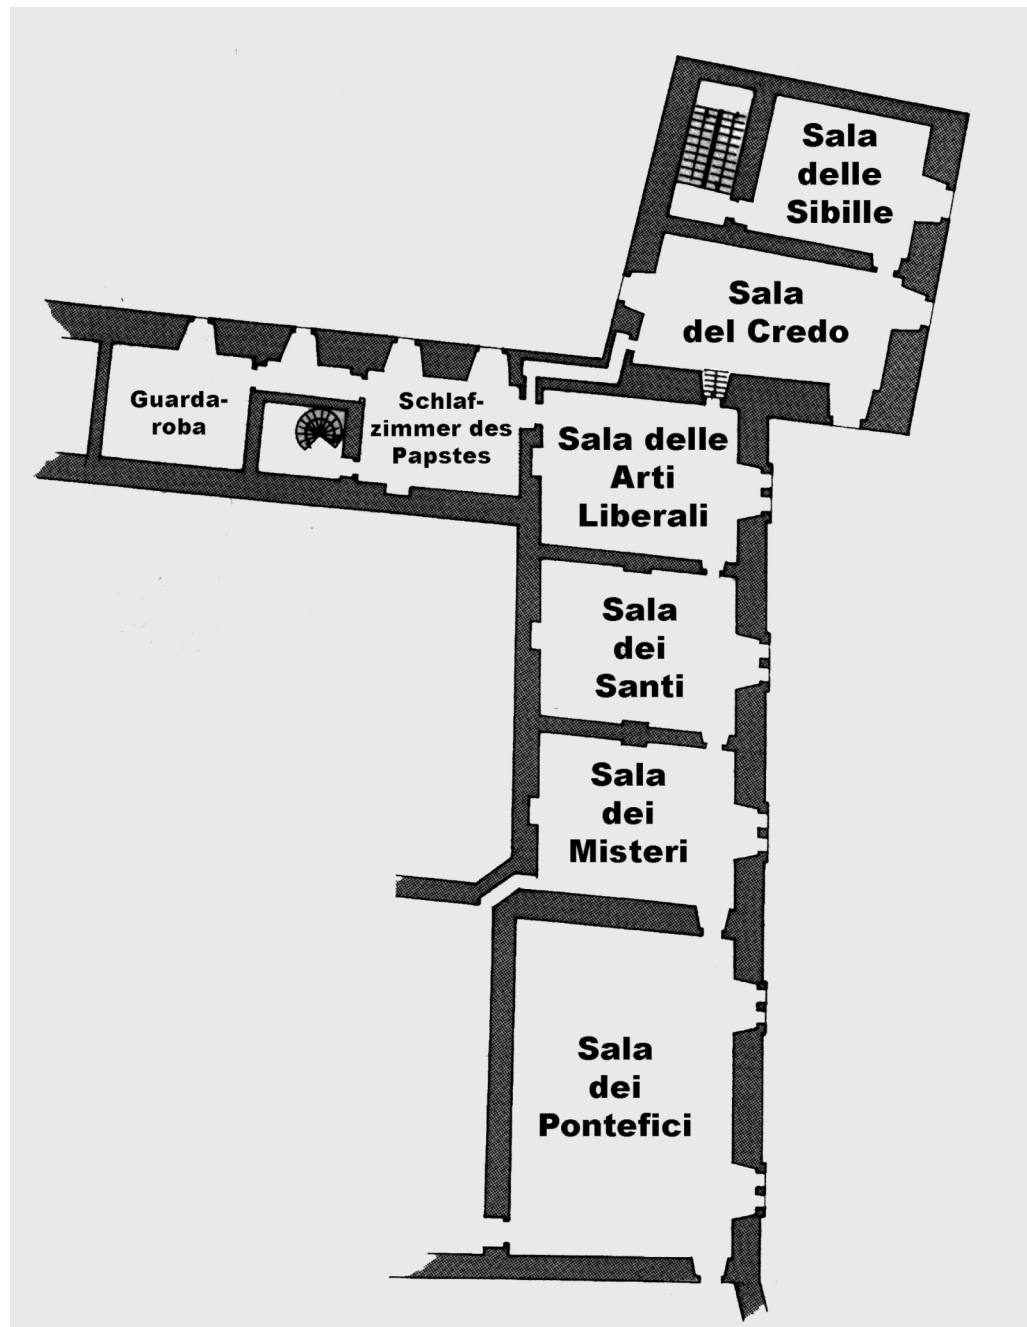 Sala
delle
Sibille
Sala
del Credo
Guarda-
roba
Schlaf-
zimmer des
Papstes
Sala delle
Arti
Liberali
Sala
dei
Santi
Sala
dei
Misteri
Sala
dei
Pontefici